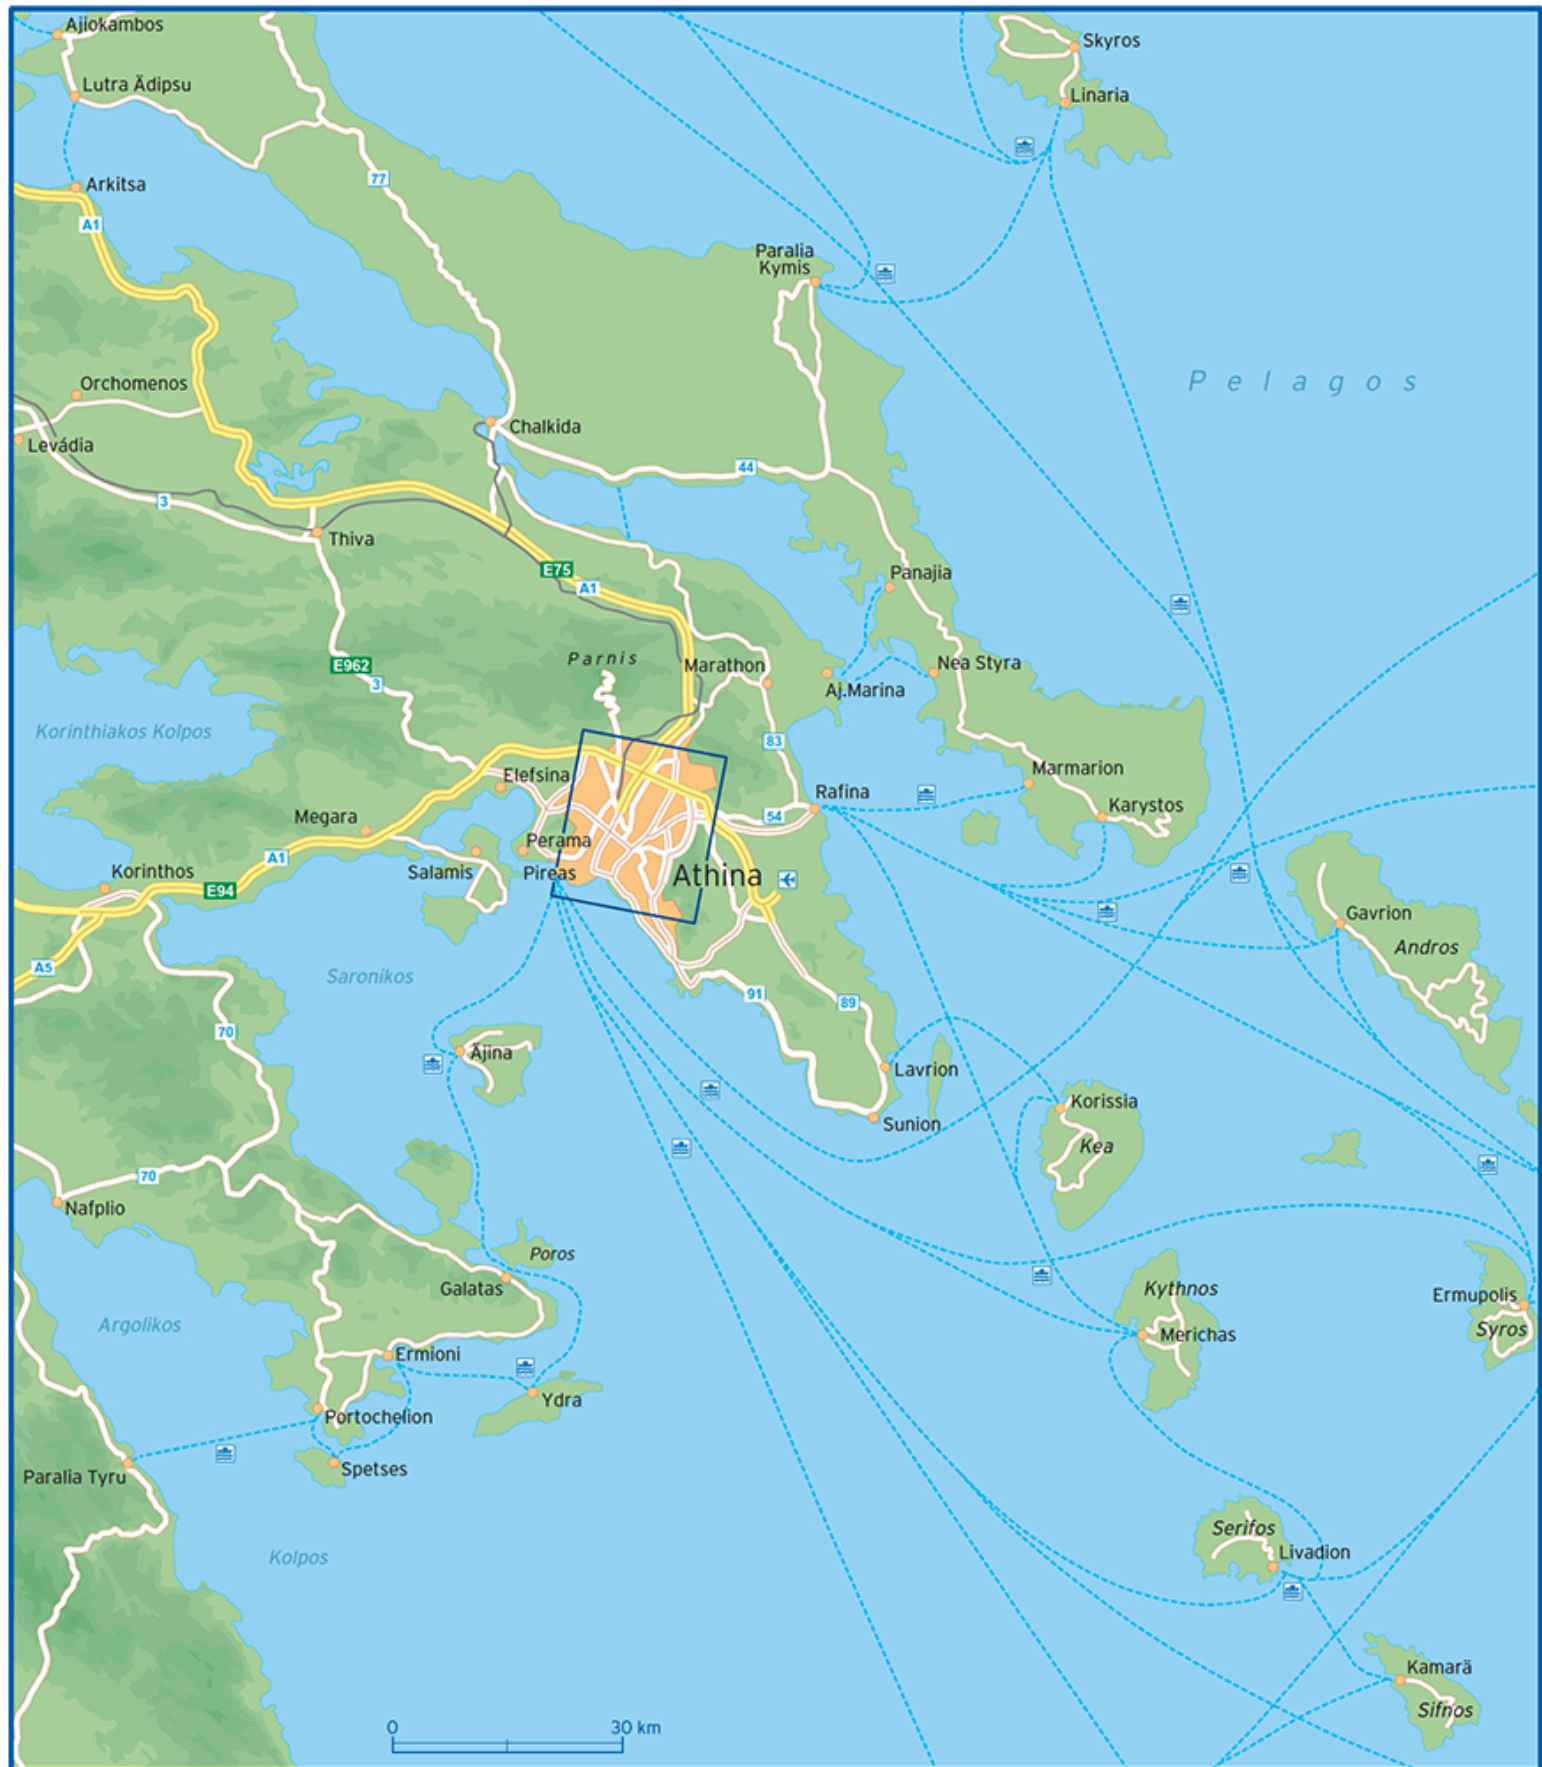 Ajiokambos
Skyros
Lutra Ädipsu
Linaria
77
Arkitsa
A1
Paralia
Kymis
Pelagos
Orchomenos
Chalkida
Levádia
44
3
Thiva
E75
A1
Panajia
E962
3
Parnis
Marathon
Nea Styra
Aj.Marina
Korinthiakos Kolpos
83
Marmarion
Elefsina
Rafina
Karystos
Megara
54
Perama
A1
Salamis
Pireas
Athina
Korinthos
E94
Gavrion
Andros
A5
Saronikos
91
89
70
Äjina
Lavrion
Korissia
Sunion
Kea
70
Nafplio
Poros
Galatas
Kythnos
Ermupolis
Argolikos
Syros
Merichas
Ermioni
Ydra
Portochelion
Spetses
Paralia Tyru
Serifos
Livadion
Kolpos
Kamarä
Sifnos
0 30 km